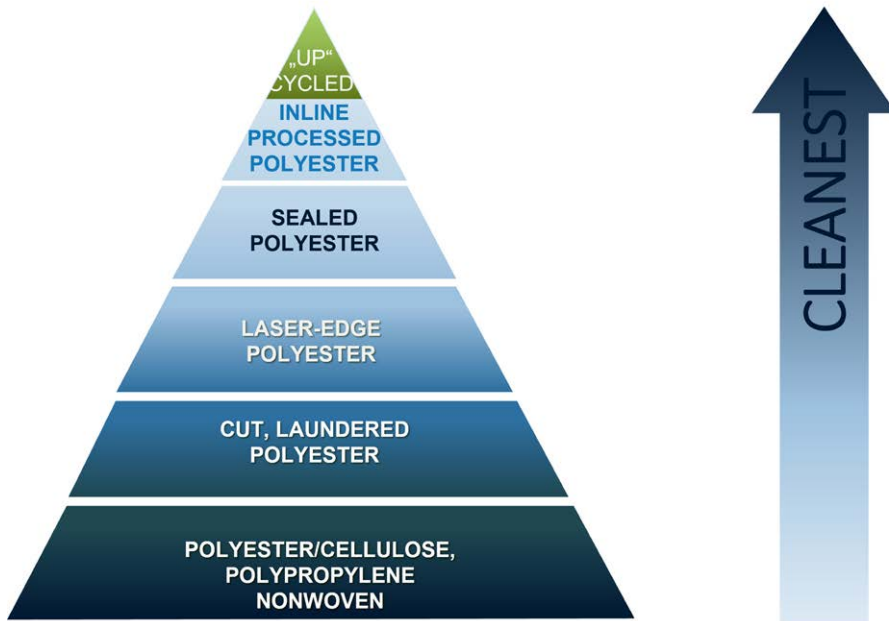 „UP“
CYCLED
INLINE
PROCESSED
POLYESTER
SEALED
POLYESTER
LASER-EDGE
POLYESTER
CUT, LAUNDERED
POLYESTER
POLYESTER/CELLULOSE,
POLYPROPYLENE
NONWOVEN
CLEANEST